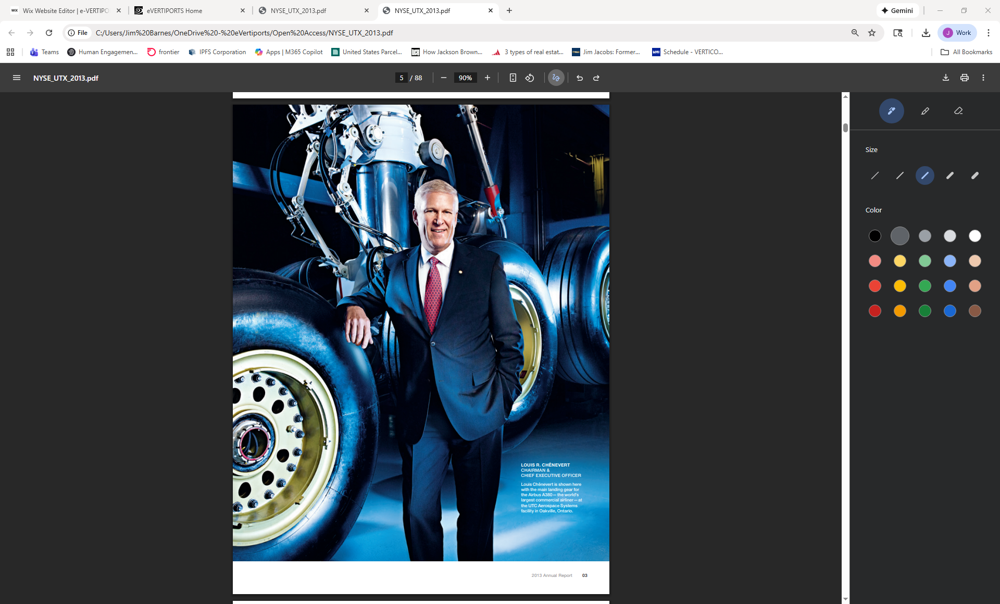 Wix Website Editor | e-VERTIPO
eVERTIPORTS Home
NYSE_UTX_2013.pdf
NYSE_UTX_2013.pdf
Gemini
File
C:/Users/Jim%20Barnes/OneDrive%20-%20eVertiports/Open%20Access/NYSE_UTX_2013.pdf
J
Work
Teams
Human Engagemen...
frontier
IPFS Corporation
Apps | M365 Copilot
United States Parcel...
How Jackson Brown...
3 types of real estat...
Jim Jacobs: Former...
Schedule - VERTICO...
All Bookmarks
NYSE_UTX_2013.pdf
5 / 88
90%
Size
Color
LOUIS R. CHÊNEVERT
CHAIRMAN &
CHIEF EXECUTIVE OFFICER
Louis Chênevert is shown here
with the main landing gear for
the Airbus A380—the world's
largest commercial airliner—at
the UTC Aerospace Systems
facility in Oakville, Ontario.
2013 Annual Report 03